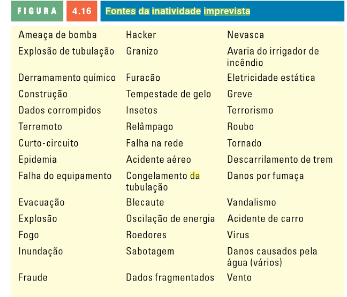 FIGURA 4.16 Fontes da inatividade imprevista
Ameaça de bomba Hacker Nevasca
Explosão de tubulação Granizo Avaria do irrigador de
incêndio
Derramamento químico Furacão Eletricidade estática
Construção Tempestade de gelo Greve
Dados corrompidos Insetos Terrorismo
Terremoto Relâmpago Roubo
Curto-circuito Falha na rede Tornado
Epidemia Acidente aéreo Descarrilamento de trem
Falha do equipamento Congelamento da Danos por fumaça
tubulação
Evacuação Blecaute Vandalismo
Explosão Oscilação de energia Acidente de carro
Fogo Roedores Vírus
Inundação Sabotagem Danos causados pela
água (vários)
Fraude Dados fragmentados Vento